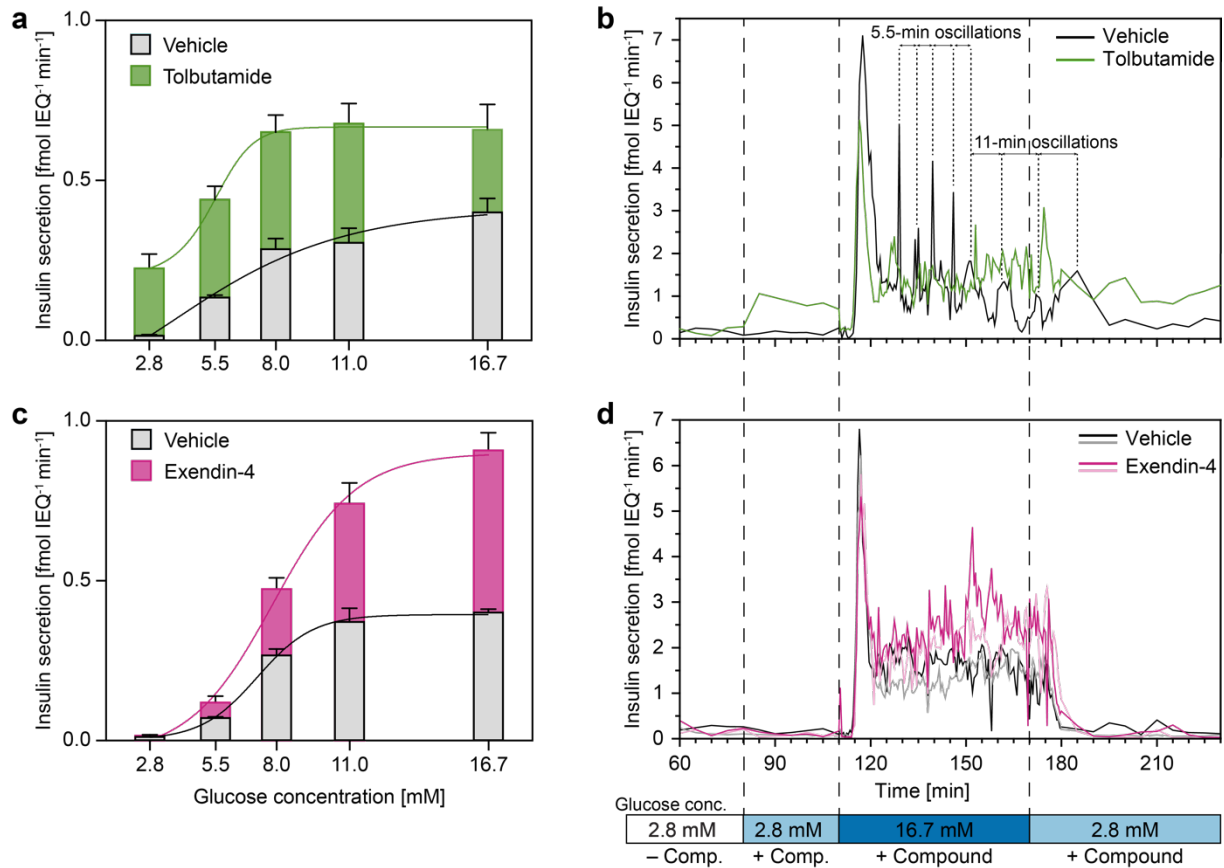 a
Insulin secretion [fmol IEQ⁻¹ min⁻¹]
1.0
0.5
0.0
Vehicle
Tolbutamide
2.8 5.5 8.0 11.0 16.7
b
Insulin secretion [fmol IEQ⁻¹ min⁻¹]
7
6
5
4
3
2
1
0
5.5-min oscillations
11-min oscillations
Vehicle
Tolbutamide
c
Insulin secretion [fmol IEQ⁻¹ min⁻¹]
1.0
0.5
0.0
Vehicle
Exendin-4
2.8 5.5 8.0 11.0 16.7
Glucose concentration [mM]
d
Insulin secretion [fmol IEQ⁻¹ min⁻¹]
7
6
5
4
3
2
1
0
Vehicle
Exendin-4
60 90 120 150 180 210
Time [min]
Glucose conc.
2.8 mM 2.8 mM 16.7 mM 2.8 mM
– Comp. + Comp. + Compound + Compound